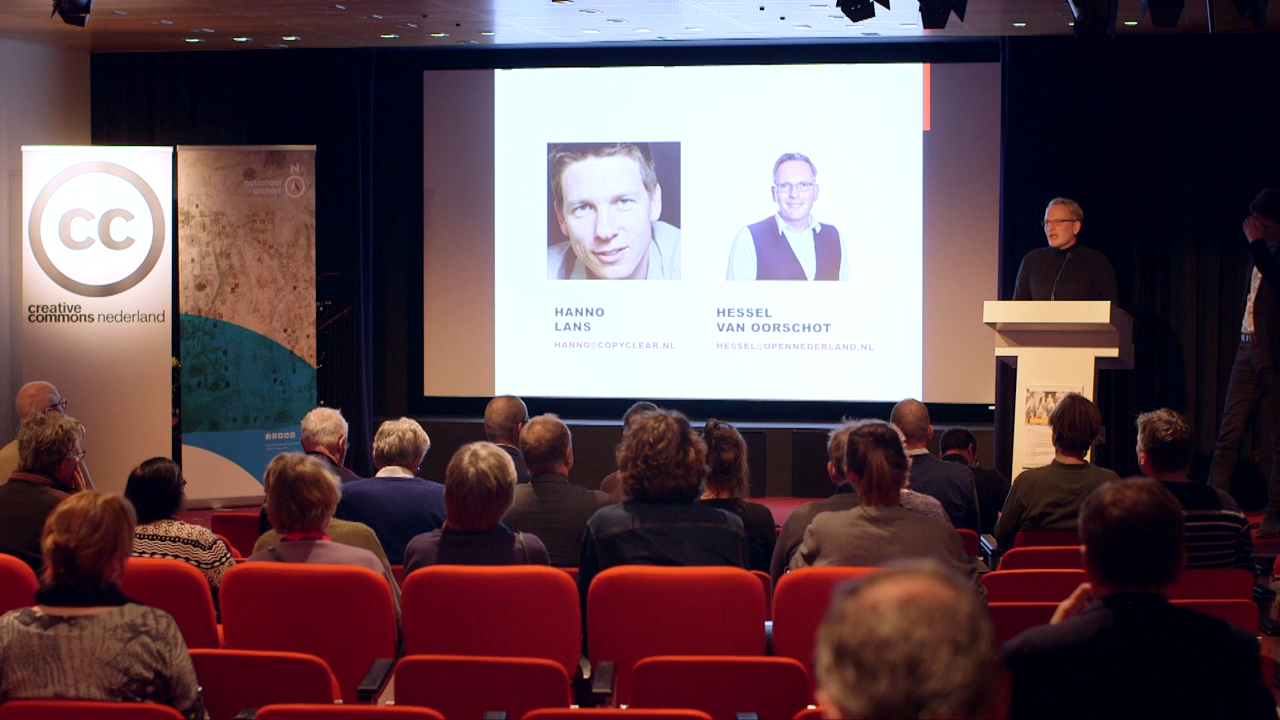 cc
creative
commons nederland
N
nationaal
archief
HANNO
LANS
HANNO@COPYCLEAR.NL
HESSEL
VAN OORSCHOT
HESSEL@OPENNEDERLAND.NL